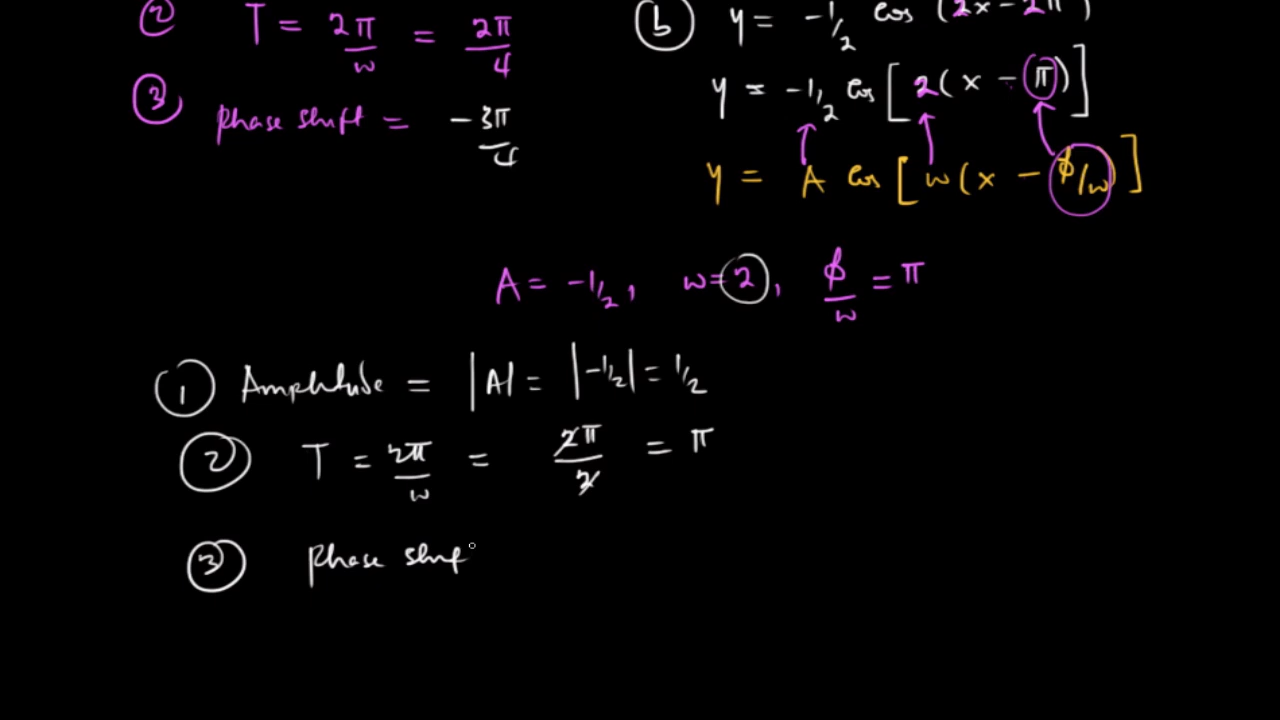 ② T = 2π/w = 2π/4
③ phase shift = -3π/4
ⓑ y = -1/2 cos (2x - 2π)
y = -1/2 cos [2(x - π)]
y = A cos [w(x - ϕ/w)]
A = -1/2, w=2, ϕ/w = π
① Amplitude = |A| = |-1/2| = 1/2
② T = 2π/w = 2π/2 = π
③ phase shif